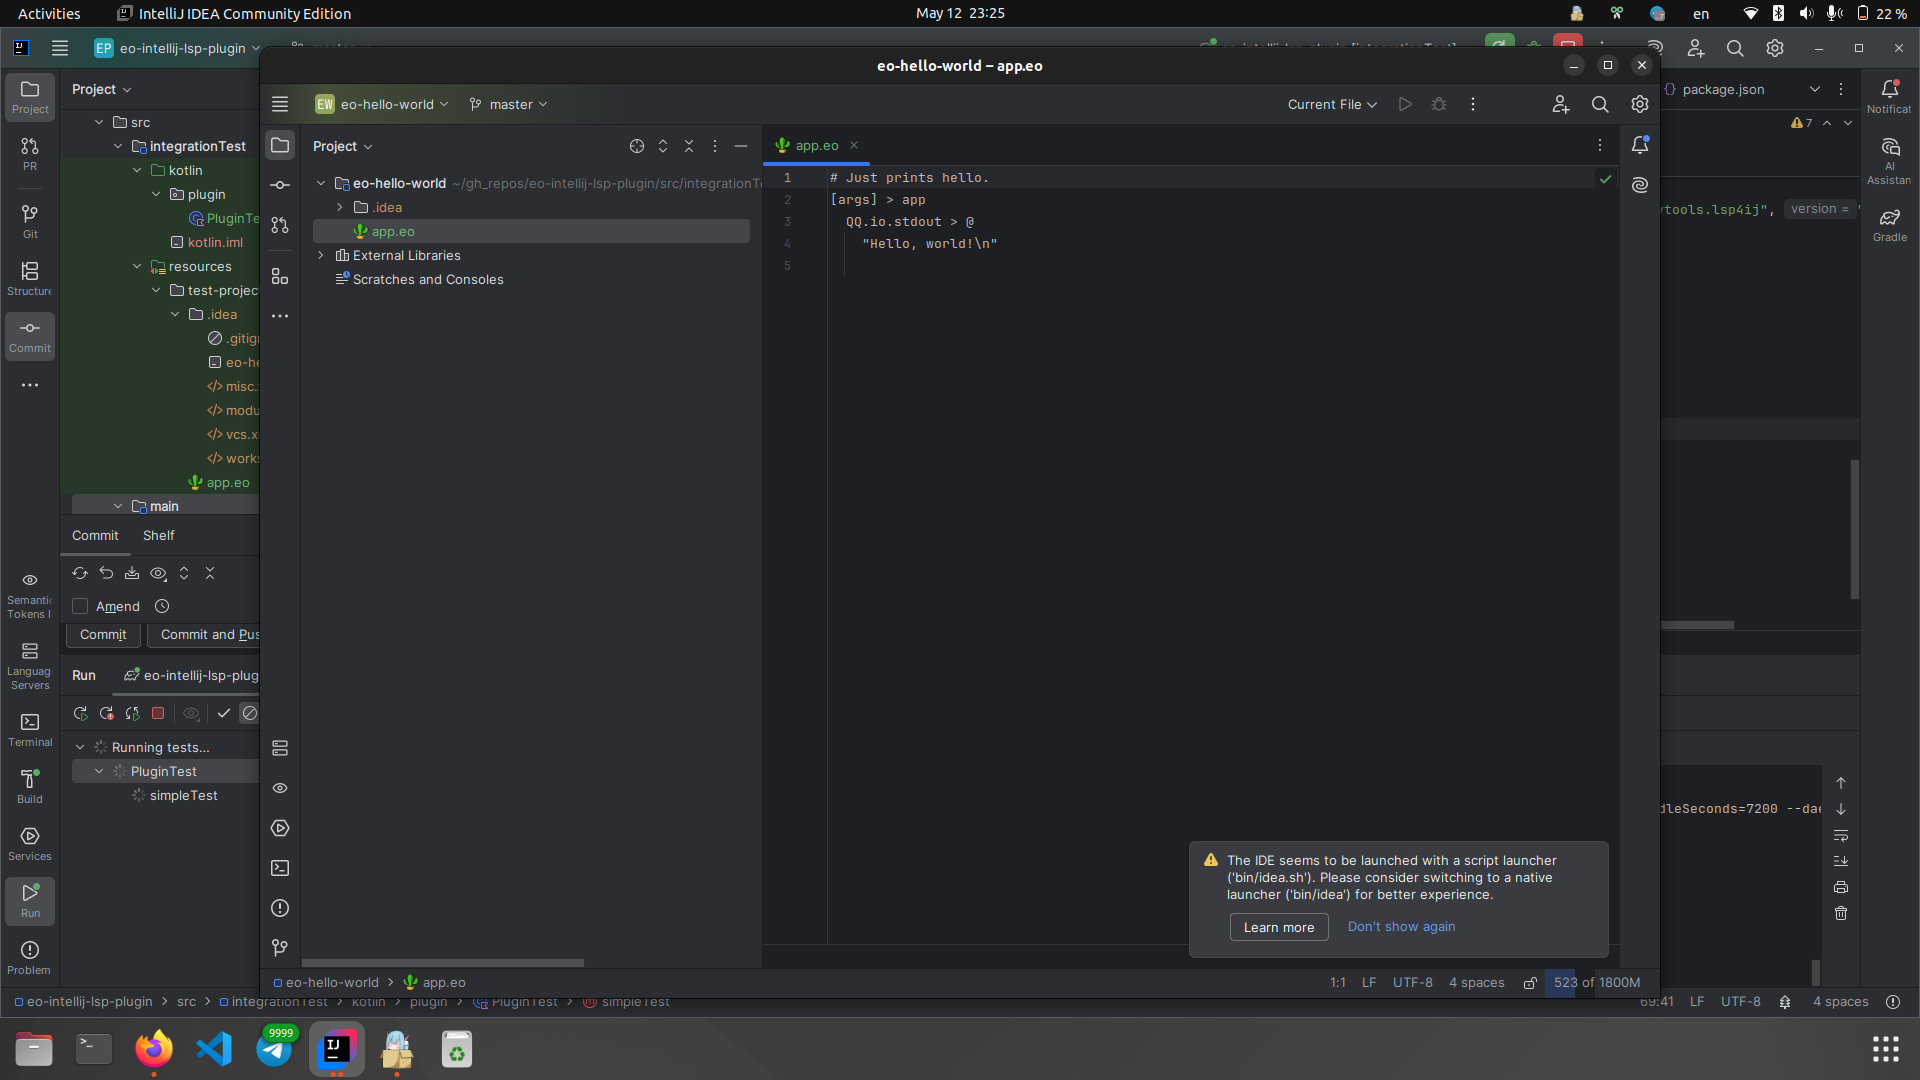 Activities
IntelliJ IDEA Community Edition
May 12 23:25
en
22 %
EP eo-intellij-lsp-plugin
eo-hello-world – app.eo
Project
package.json
Notificat
PR
AI
Assistan
Git
Gradle
Structure
Commit
Semantic
Tokens I
Languag
Servers
Terminal
Build
Services
Run
Problem
Project
src
integrationTest
kotlin
plugin
PluginTe
kotlin.iml
resources
test-projec
.idea
.gitigr
eo-he
misc.
modu
vcs.x
works
app.eo
main
Commit Shelf
Amend
Commit Commit and Pus
Run eo-intellij-lsp-plug
Running tests...
PluginTest
simpleTest
EW eo-hello-world master
Current File
Project
eo-hello-world ~/gh_repos/eo-intellij-lsp-plugin/src/integrationT
.idea
app.eo
External Libraries
Scratches and Consoles
app.eo
1 # Just prints hello.
2 [args] > app
3 QQ.io.stdout > @
4 "Hello, world!\n"
5
7
ytools.lsp4ij", version =
dleSeconds=7200 --dae
The IDE seems to be launched with a script launcher
('bin/idea.sh'). Please consider switching to a native
launcher ('bin/idea') for better experience.
Learn more Don't show again
eo-hello-world app.eo
1:1 LF UTF-8 4 spaces 523 of 1800M
eo-intellij-lsp-plugin src integrationTest kotlin plugin PluginTest simpleTest
69:41 LF UTF-8 4 spaces
9999
IJ